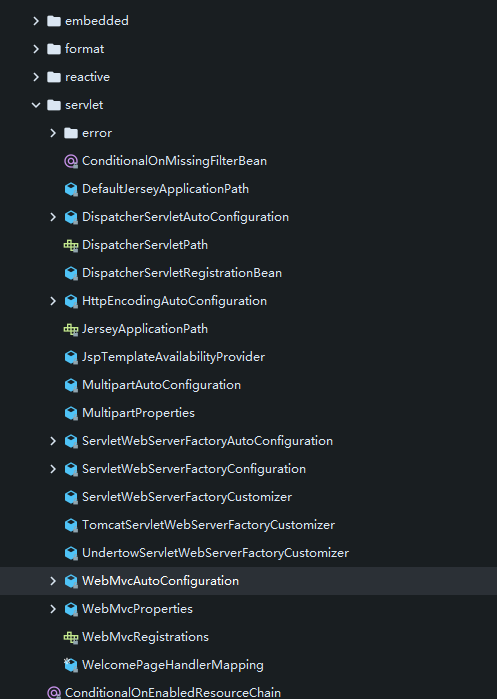 embedded
format
reactive
servlet
error
ConditionalOnMissingFilterBean
DefaultJerseyApplicationPath
DispatcherServletAutoConfiguration
DispatcherServletPath
DispatcherServletRegistrationBean
HttpEncodingAutoConfiguration
JerseyApplicationPath
JspTemplateAvailabilityProvider
MultipartAutoConfiguration
MultipartProperties
ServletWebServerFactoryAutoConfiguration
ServletWebServerFactoryConfiguration
ServletWebServerFactoryCustomizer
TomcatServletWebServerFactoryCustomizer
UndertowServletWebServerFactoryCustomizer
WebMvcAutoConfiguration
WebMvcProperties
WebMvcRegistrations
WelcomePageHandlerMapping
ConditionalOnEnabledResourceChain